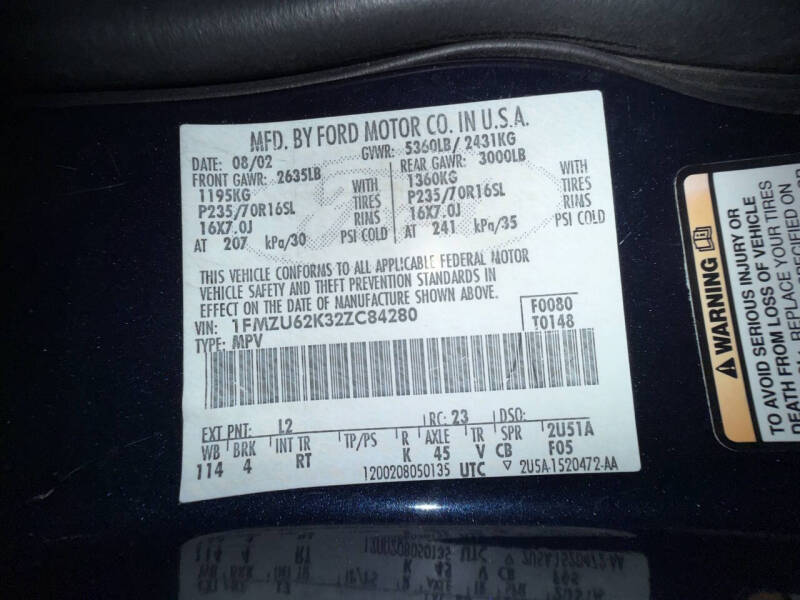 MFD. BY FORD MOTOR CO. IN U.S.A.
DATE: 08/02 GVWR: 5360LB/ 2431KG
FRONT GAWR: 2635LB REAR GAWR: 3000LB
1195KG WITH 1360KG WITH
P235/70R16SL TIRES P235/70R16SL TIRES
16X7.0J RIMS 16X7.0J RIMS
AT 207 kPa/30 PSI COLD AT 241 kPa/35 PSI COLD
THIS VEHICLE CONFORMS TO ALL APPLICABLE FEDERAL MOTOR
VEHICLE SAFETY AND THEFT PREVENTION STANDARDS IN
EFFECT ON THE DATE OF MANUFACTURE SHOWN ABOVE.
VIN: 1FMZU62K32ZC84280 F0080
TYPE: MPV T0148
EXT PNT: L2 RC: 23 DSO:
WB BRK INT TR TP/PS R AXLE TR SPR 2U51A
114 4 RT K 45 V CB F05
1200208050135 UTC ▽ 2U5A-1520472-AA
WARNING
TO AVOID SERIOUS INJURY OR
DEATH FROM LOSS OF VEHICLE
REPLACE YOUR TIRES
SPECIFIED ON